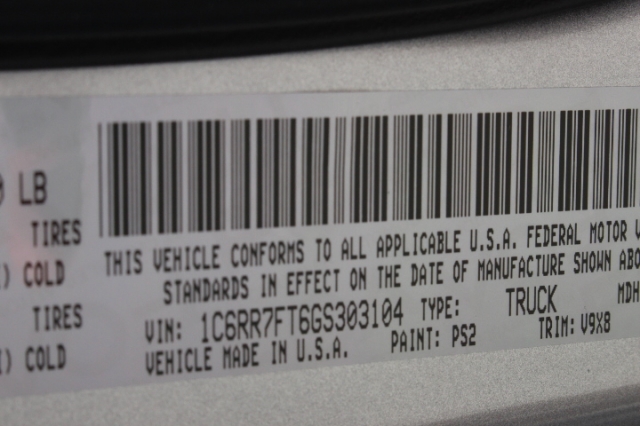 LB
TIRES
COLD
TIRES
COLD
THIS VEHICLE CONFORMS TO ALL APPLICABLE U.S.A. FEDERAL MOTOR V
STANDARDS IN EFFECT ON THE DATE OF MANUFACTURE SHOWN ABO
VIN: 1C6RR7FT6GS303104 TYPE: TRUCK MDH
VEHICLE MADE IN U.S.A. PAINT: PS2 TRIM: V9X8